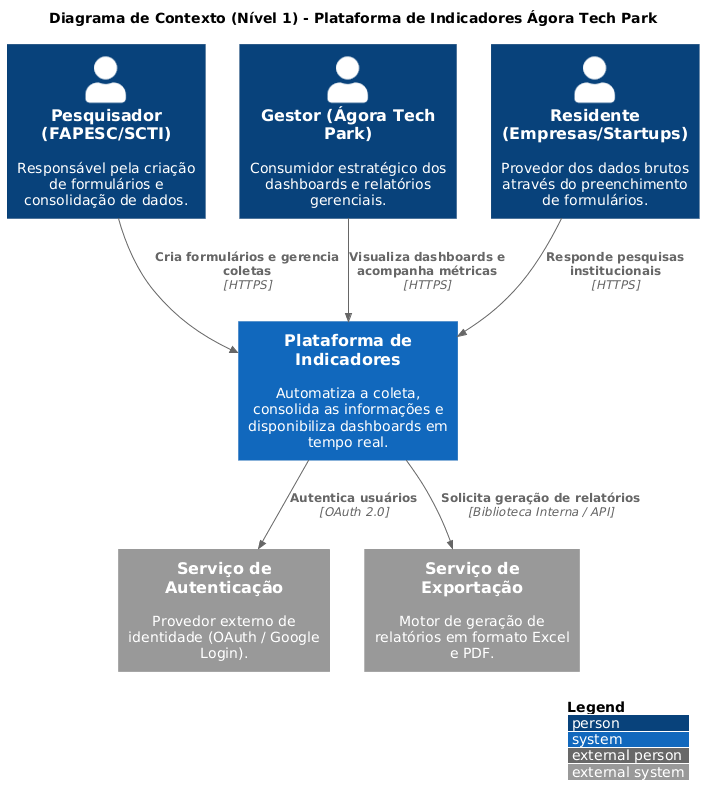 Diagrama de Contexto (Nível 1) - Plataforma de Indicadores Ágora Tech Park
Pesquisador
(FAPESC/SCTI)
Responsável pela criação
de formulários e
consolidação de dados.
Gestor (Ágora Tech
Park)
Consumidor estratégico dos
dashboards e relatórios
gerenciais.
Residente
(Empresas/Startups)
Provedor dos dados brutos
através do preenchimento
de formulários.
Cria formulários e gerencia
coletas
[HTTPS]
Visualiza dashboards e
acompanha métricas
[HTTPS]
Responde pesquisas
institucionais
[HTTPS]
Plataforma de
Indicadores
Automatiza a coleta,
consolida as informações e
disponibiliza dashboards em
tempo real.
Autentica usuários
[OAuth 2.0]
Solicita geração de relatórios
[Biblioteca Interna / API]
Serviço de
Autenticação
Provedor externo de
identidade (OAuth / Google
Login).
Serviço de
Exportação
Motor de geração de
relatórios em formato Excel
e PDF.
Legend
person
system
external person
external system